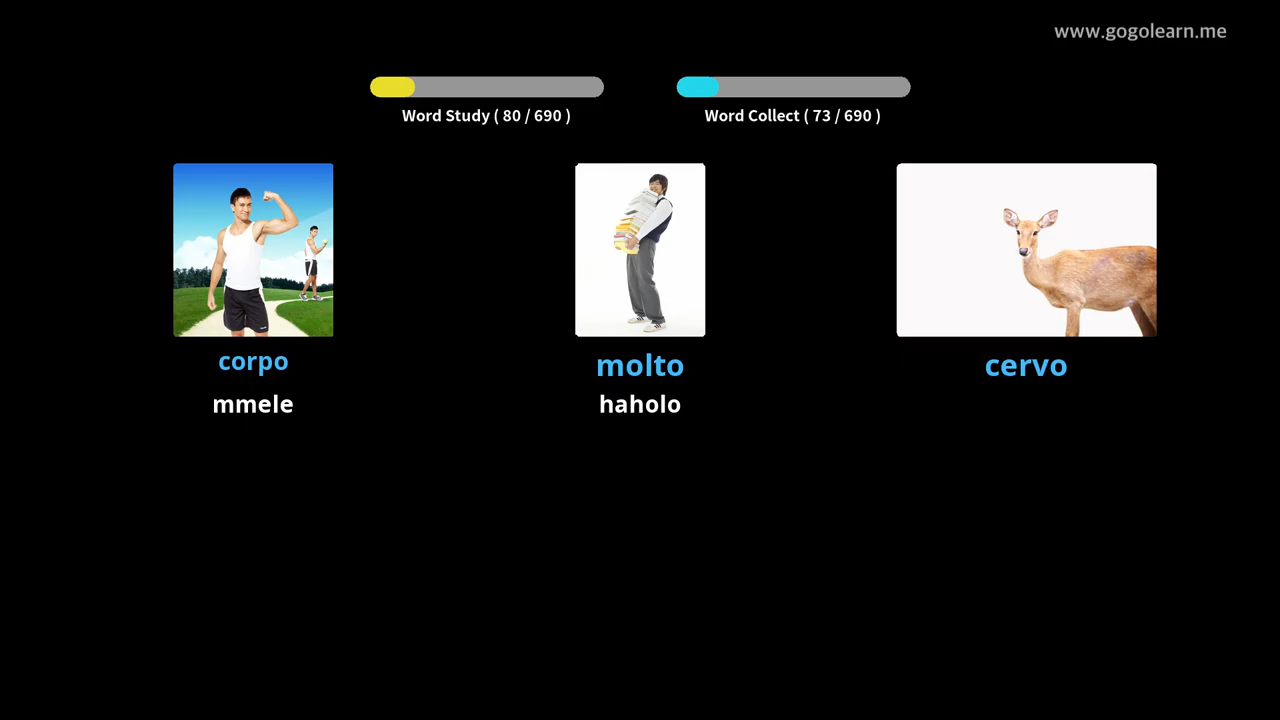 www.gogolearn.me
Word Study ( 80 / 690 )
Word Collect ( 73 / 690 )
corpo
molto
cervo
mmele
haholo